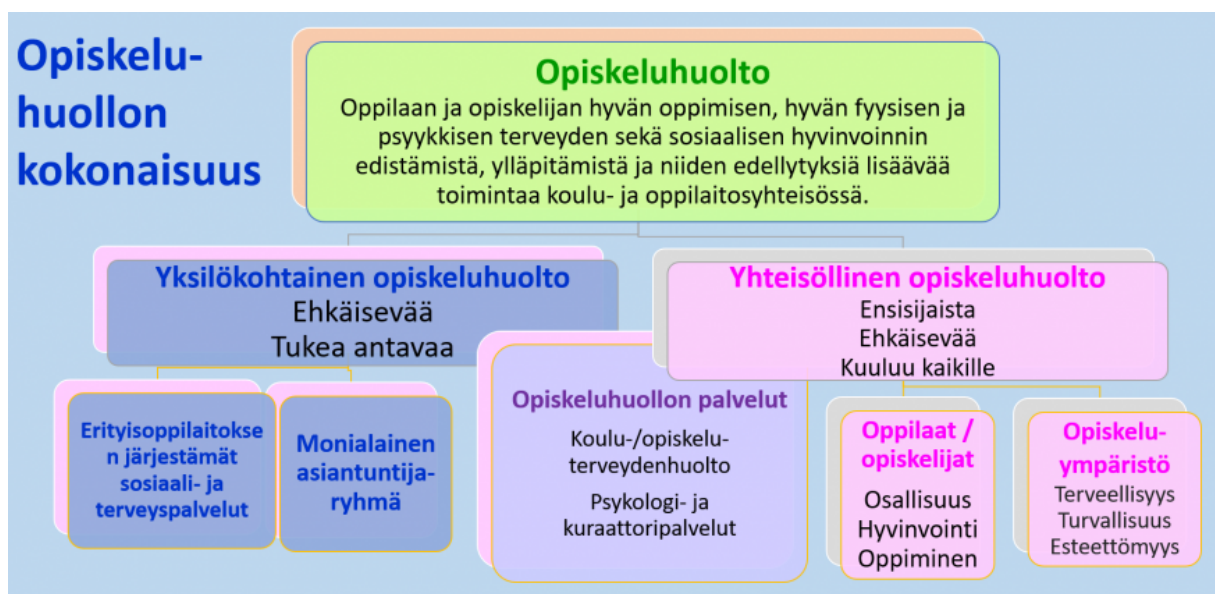 Opiskelu-
huollon
kokonaisuus
Opiskeluhuolto
Oppilaan ja opiskelijan hyvän oppimisen, hyvän fyysisen ja
psyykkisen terveyden sekä sosiaalisen hyvinvoinnin
edistämistä, ylläpitämistä ja niiden edellytyksiä lisäävää
toimintaa koulu- ja oppilaitosyhteisössä.
Yksilökohtainen opiskeluhuolto
Ehkäisevää
Tukea antavaa
Yhteisöllinen opiskeluhuolto
Ensisijaista
Ehkäisevää
Kuuluu kaikille
Erityisoppilaitokse
n järjestämät
sosiaali- ja
terveyspalvelut
Monialainen
asiantuntija-
ryhmä
Opiskeluhuollon palvelut
Koulu-/opiskelu-
terveydenhuolto
Psykologi- ja
kuraattoripalvelut
Oppilaat /
opiskelijat
Osallisuus
Hyvinvointi
Oppiminen
Opiskelu-
ympäristö
Terveellisyys
Turvallisuus
Esteettömyys